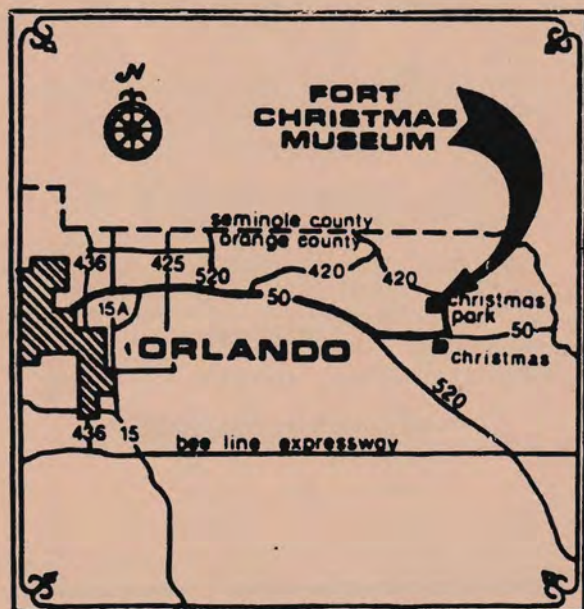 N
FORT
CHRISTMAS
MUSEUM
seminole county
orange county
436
425
520
420
420
15A
50
christmas
park
50
ORLANDO
christmas
520
436
15
bee line expressway